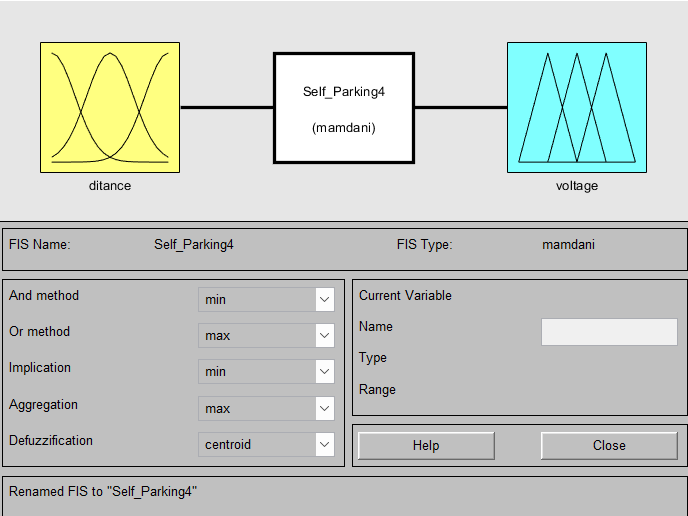 Self_Parking4
(mamdani)
ditance
voltage
FIS Name: Self_Parking4 FIS Type: mamdani
And method min
Or method max
Implication min
Aggregation max
Defuzzification centroid
Current Variable
Name
Type
Range
Help Close
Renamed FIS to "Self_Parking4"